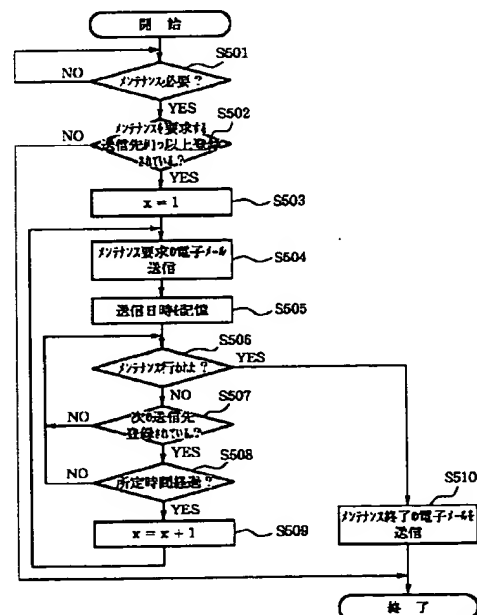 開 始
S501
メンテナンス必要?
NO
YES
S502
メンテナンスを要求する
送信先が1つ以上登録
されている?
NO
YES
x = 1
S503
メンテナンス要求の電子メール
送信
S504
送信日時を記憶
S505
S506
メンテナンス行われた?
YES
NO
S507
次の送信先
登録されている?
NO
YES
S508
所定時間経過?
NO
YES
x = x + 1
S509
S510
メンテナンス終了の電子メールを
送信
終 了